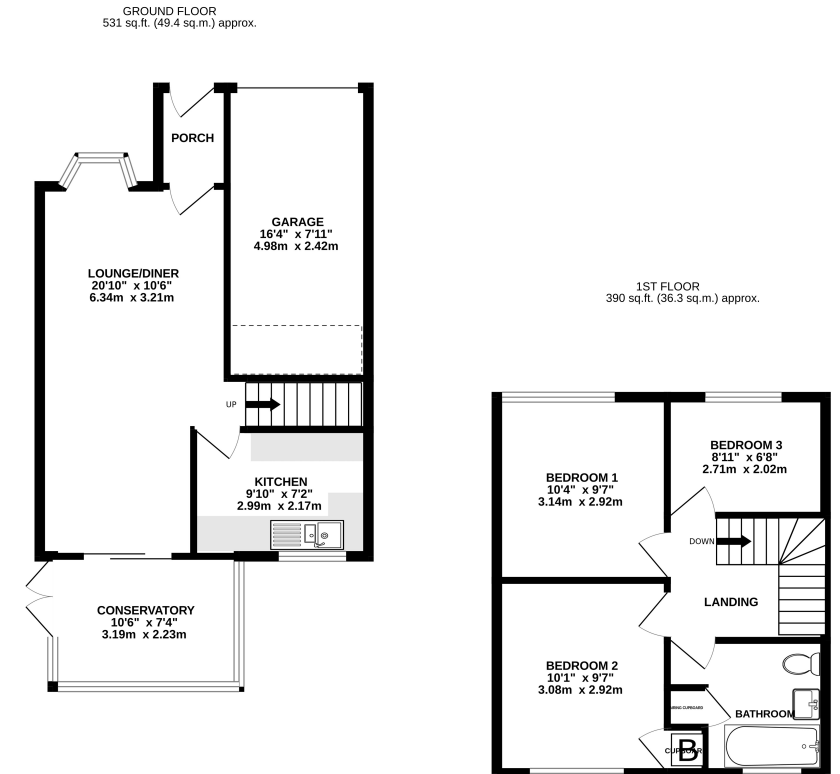 GROUND FLOOR
531 sq.ft. (49.4 sq.m.) approx.
PORCH
GARAGE
16'4" x 7'11"
4.98m x 2.42m
LOUNGE/DINER
20'10" x 10'6"
6.34m x 3.21m
UP
KITCHEN
9'10" x 7'2"
2.99m x 2.17m
CONSERVATORY
10'6" x 7'4"
3.19m x 2.23m
1ST FLOOR
390 sq.ft. (36.3 sq.m.) approx.
BEDROOM 3
8'11" x 6'8"
2.71m x 2.02m
BEDROOM 1
10'4" x 9'7"
3.14m x 2.92m
DOWN
LANDING
BEDROOM 2
10'1" x 9'7"
3.08m x 2.92m
CUPBOARD
BATHROOM
CUPBOARD
B